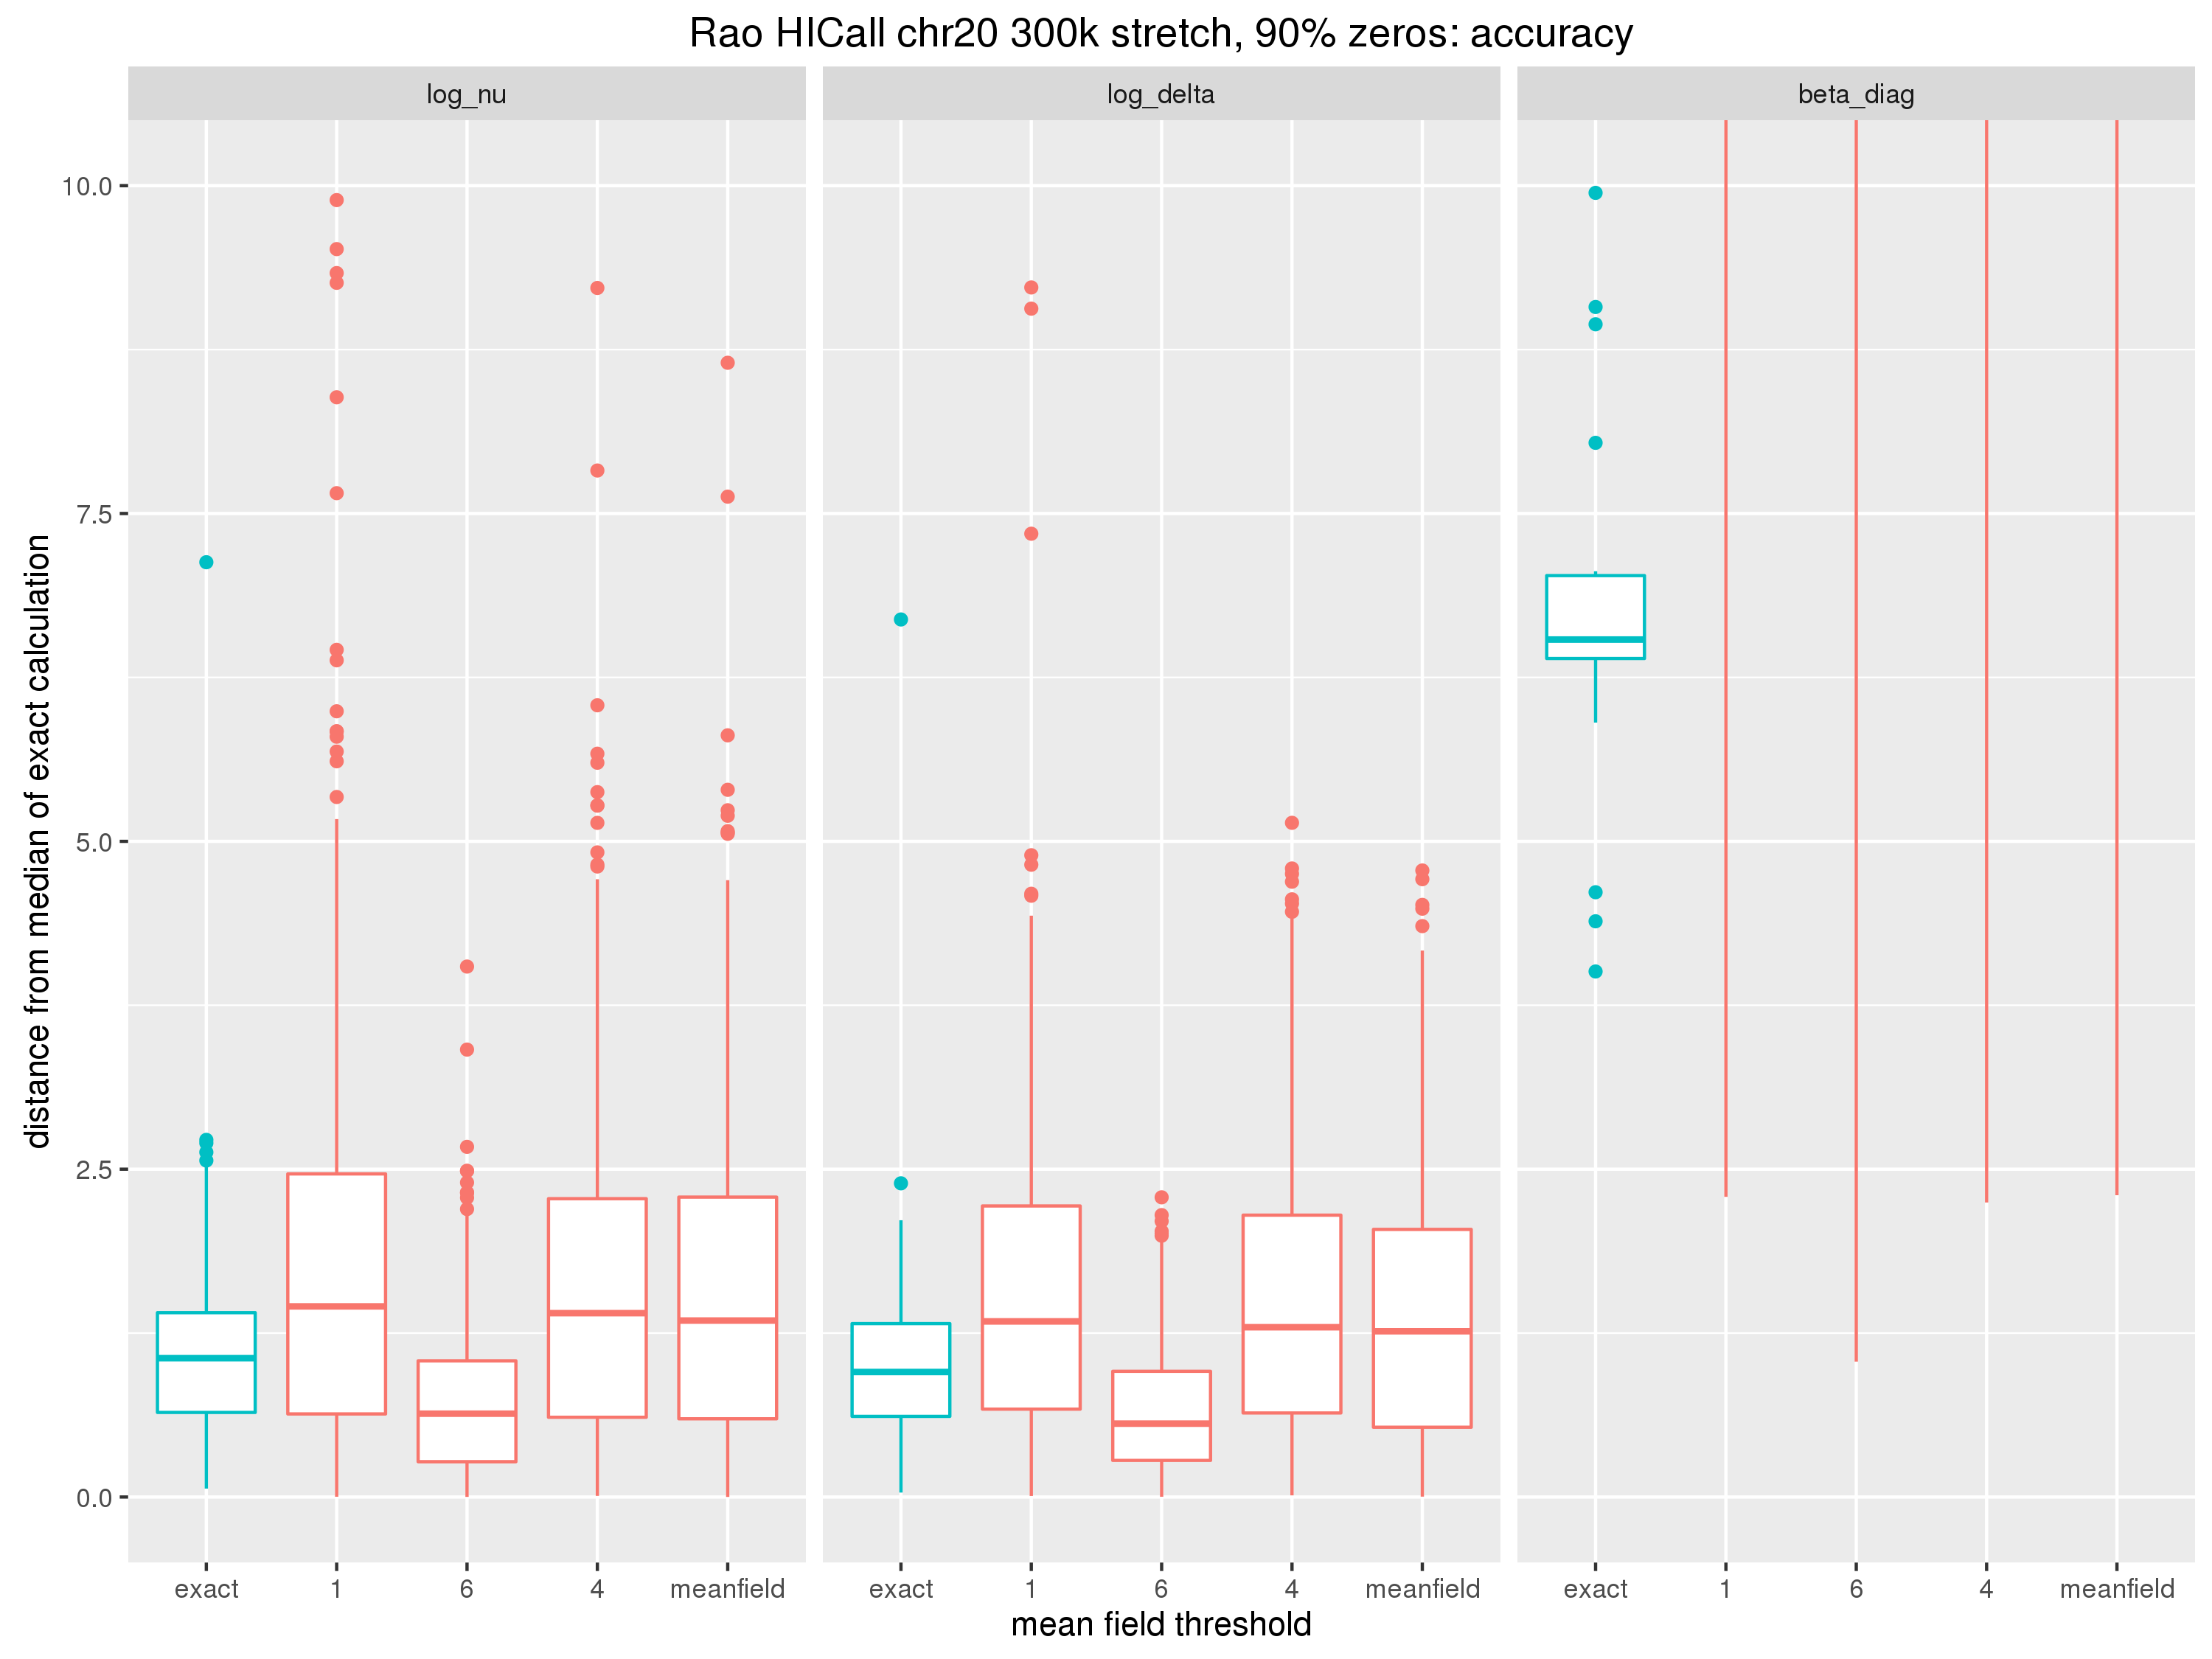 Rao HICall chr20 300k stretch, 90% zeros: accuracy
log_nu
log_delta
beta_diag
distance from median of exact calculation
10.0
7.5
5.0
2.5
0.0
exact 1 6 4 meanfield
exact 1 6 4 meanfield
exact 1 6 4 meanfield
mean field threshold